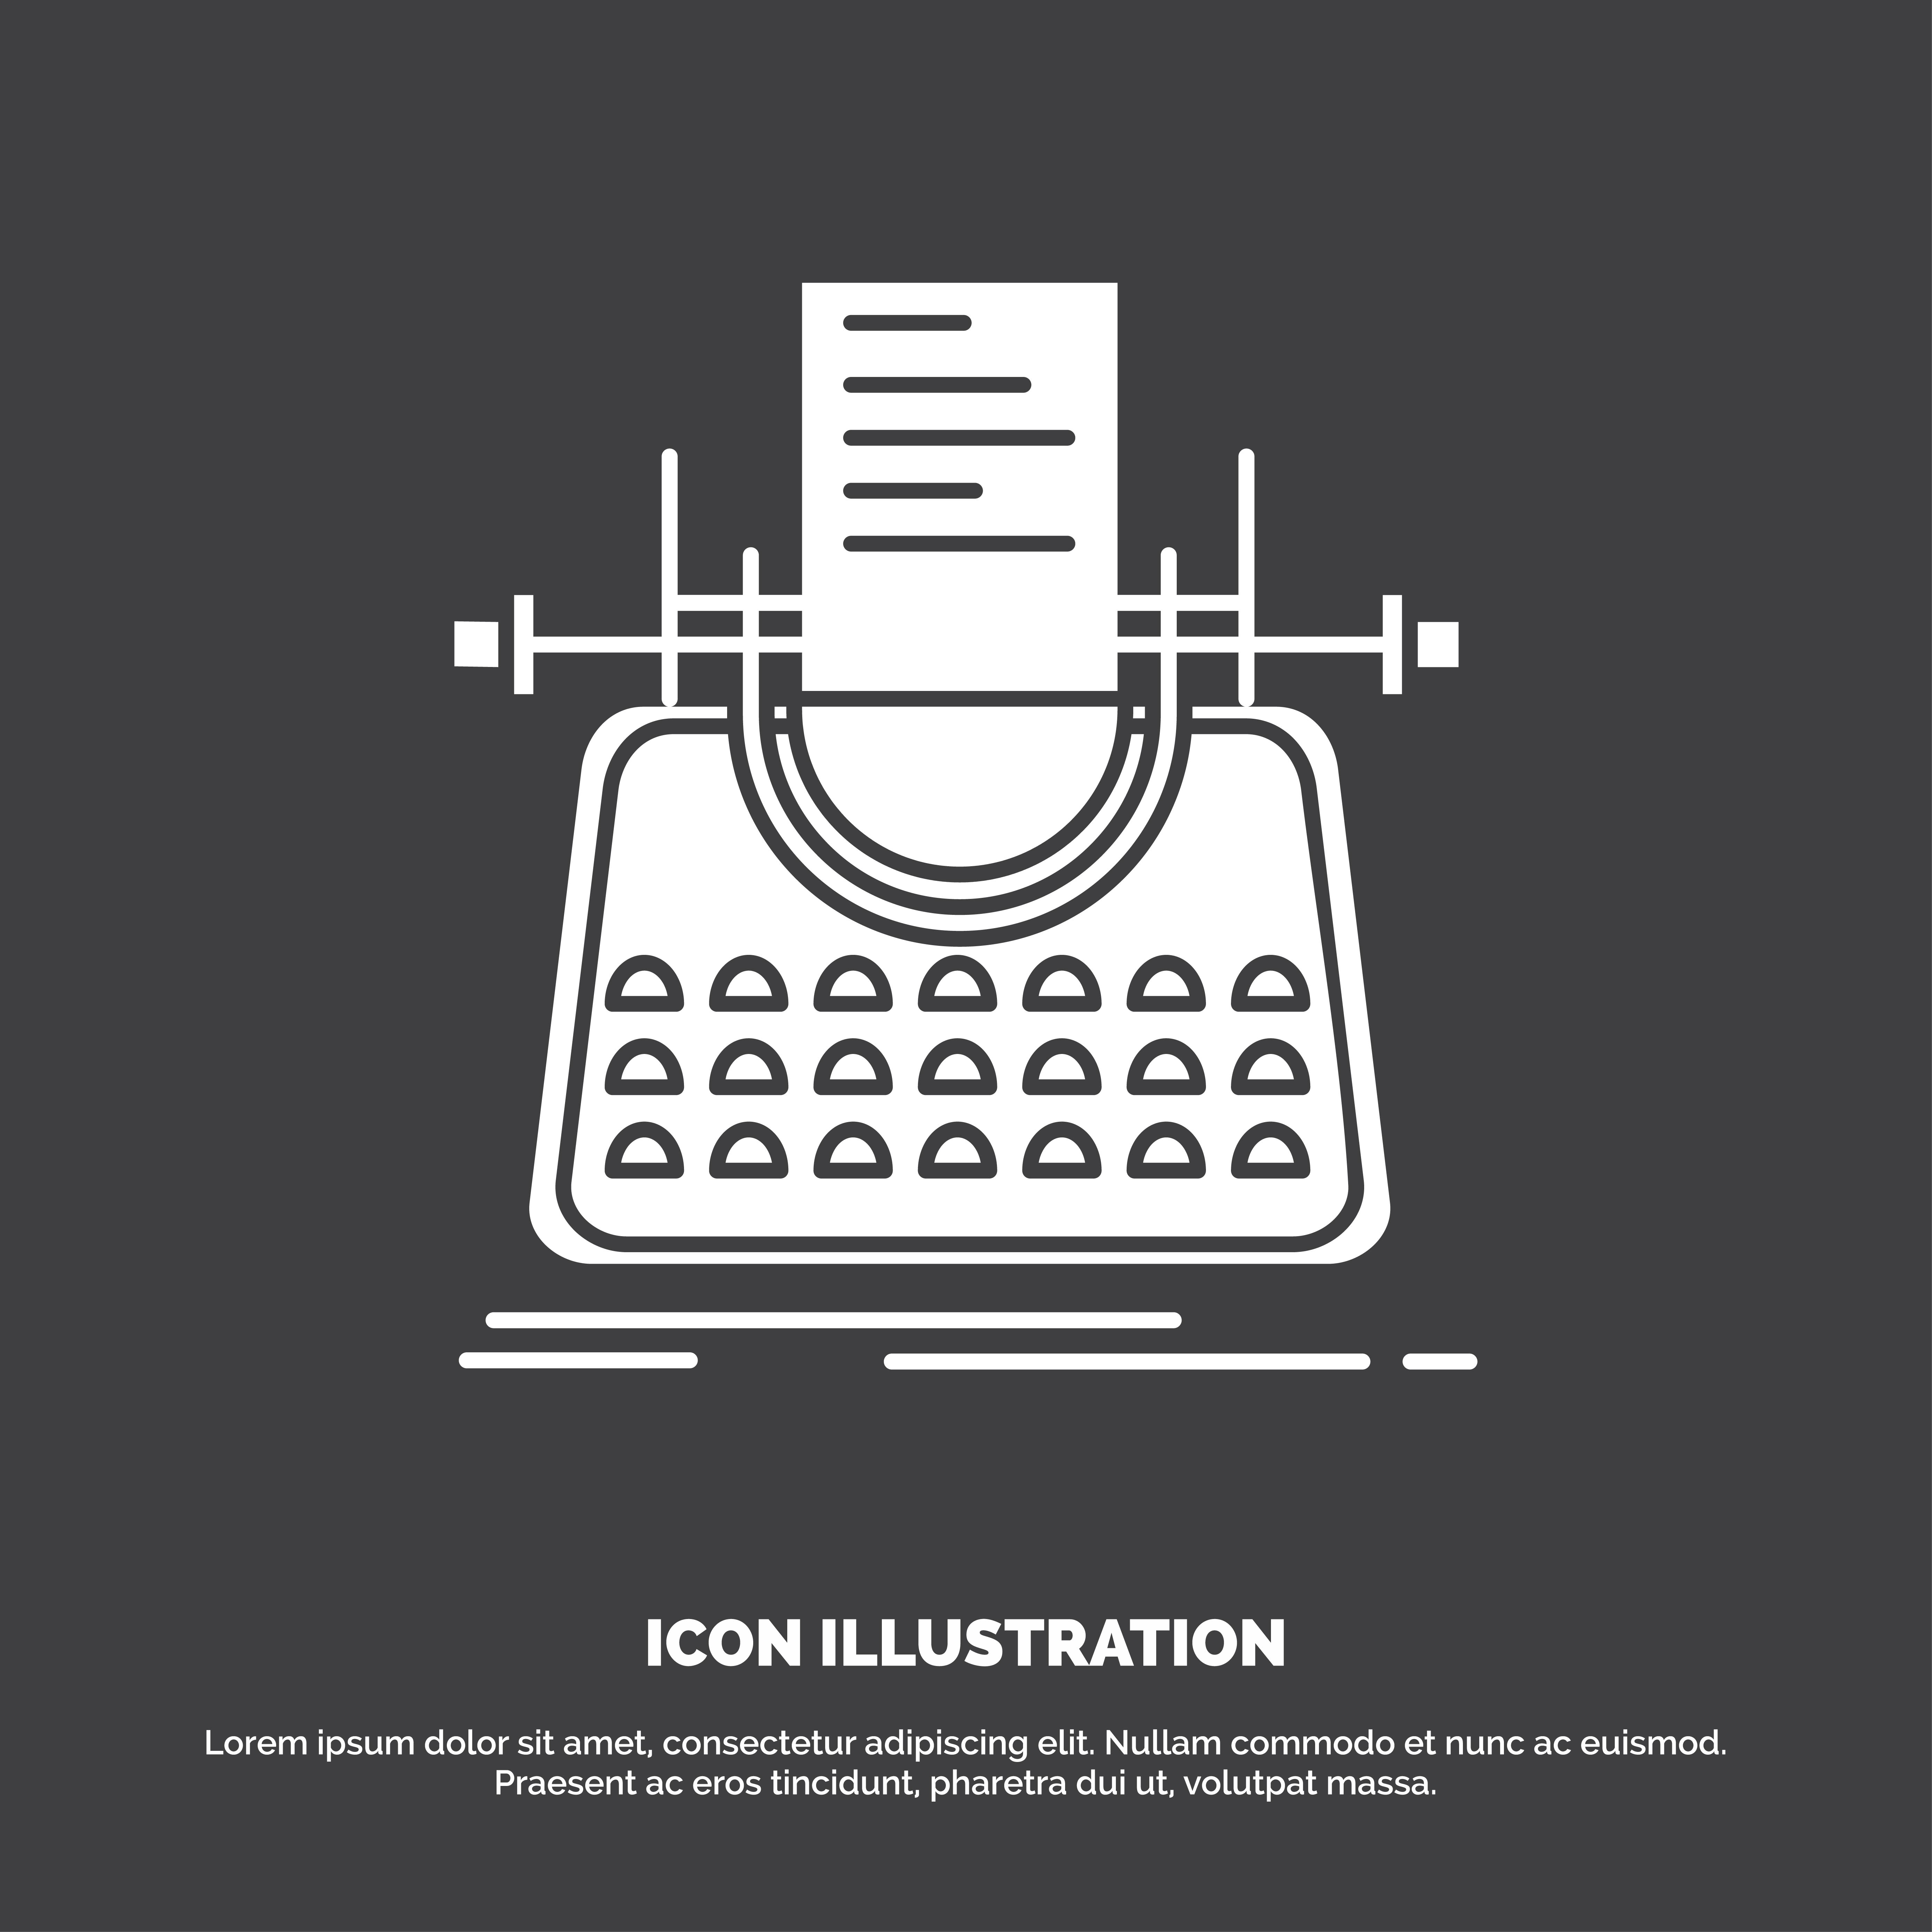 ICON ILLUSTRATION
Lorem ipsum dolor sit amet, consectetur adipiscing elit. Nullam commodo et nunc ac euismod.
Praesent ac eros tincidunt, pharetra dui ut, volutpat massa.